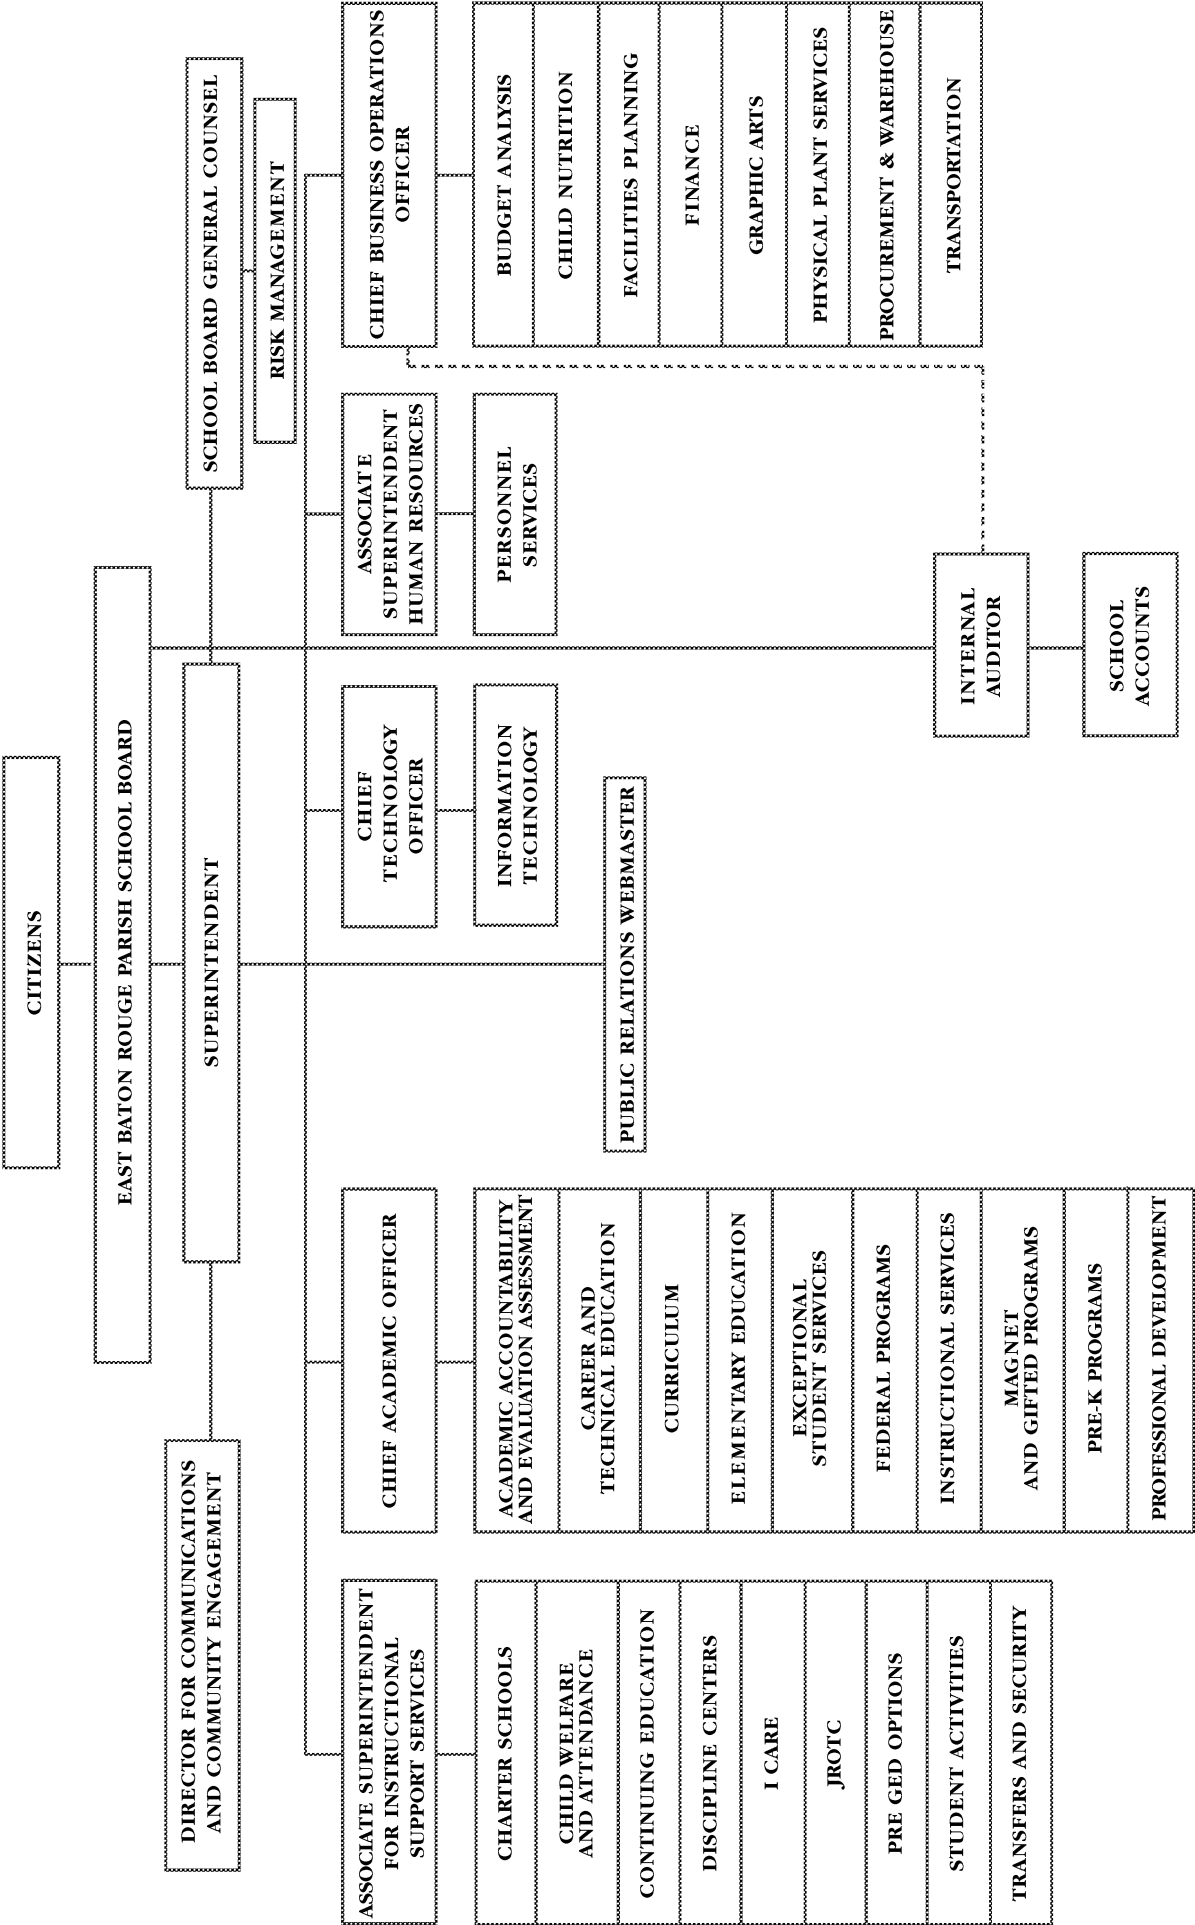 CITIZENS
EAST BATON ROUGE PARISH SCHOOL BOARD
DIRECTOR FOR COMMUNICATIONS
AND COMMUNITY ENGAGEMENT
SUPERINTENDENT
SCHOOL BOARD GENERAL COUNSEL
RISK MANAGEMENT
ASSOCIATE SUPERINTENDENT
FOR INSTRUCTIONAL
SUPPORT SERVICES
CHARTER SCHOOLS
CHILD WELFARE
AND ATTENDANCE
CONTINUING EDUCATION
DISCIPLINE CENTERS
I CARE
JROTC
PRE GED OPTIONS
STUDENT ACTIVITIES
TRANSFERS AND SECURITY
CHIEF ACADEMIC OFFICER
ACADEMIC ACCOUNTABILITY
AND EVALUATION ASSESSMENT
CAREER AND
TECHNICAL EDUCATION
CURRICULUM
ELEMENTARY EDUCATION
EXCEPTIONAL
STUDENT SERVICES
FEDERAL PROGRAMS
INSTRUCTIONAL SERVICES
MAGNET
AND GIFTED PROGRAMS
PRE-K PROGRAMS
PROFESSIONAL DEVELOPMENT
PUBLIC RELATIONS WEBMASTER
CHIEF
TECHNOLOGY
OFFICER
INFORMATION
TECHNOLOGY
ASSOCIATE
SUPERINTENDENT
HUMAN RESOURCES
PERSONNEL
SERVICES
INTERNAL
AUDITOR
SCHOOL
ACCOUNTS
CHIEF BUSINESS OPERATIONS
OFFICER
BUDGET ANALYSIS
CHILD NUTRITION
FACILITIES PLANNING
FINANCE
GRAPHIC ARTS
PHYSICAL PLANT SERVICES
PROCUREMENT & WAREHOUSE
TRANSPORTATION